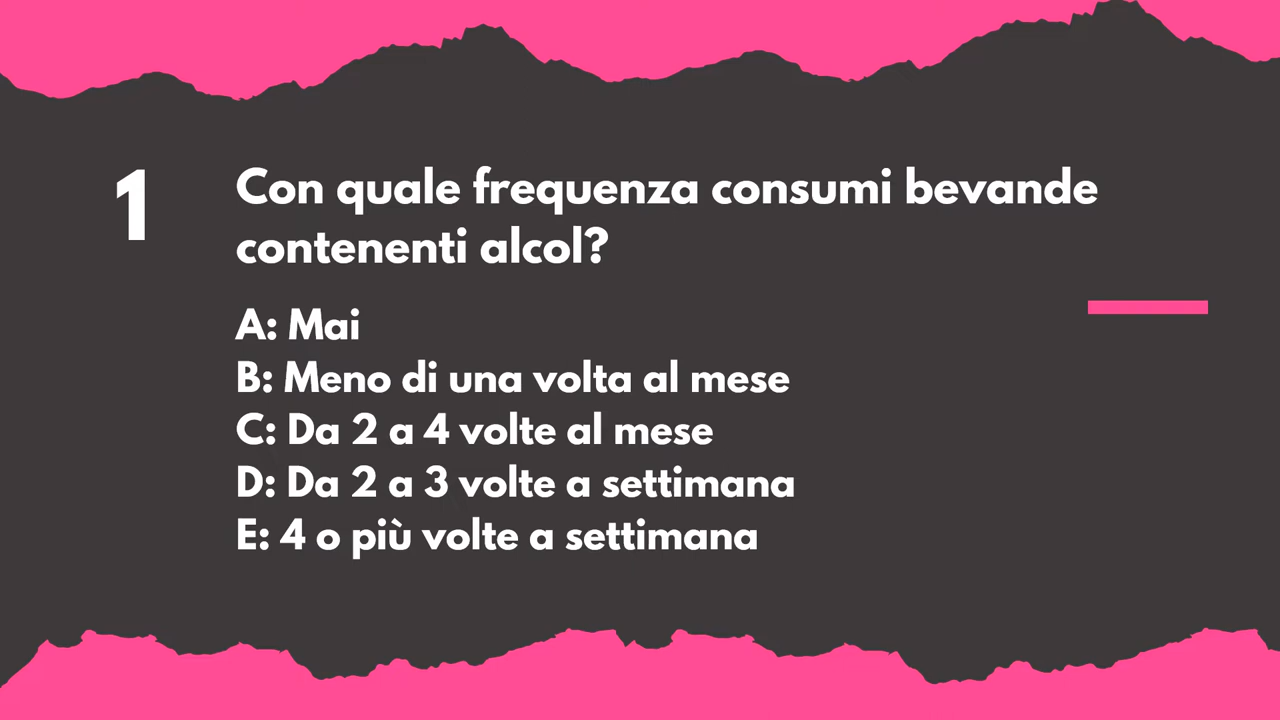 1
Con quale frequenza consumi bevande
contenenti alcol?
A: Mai
B: Meno di una volta al mese
C: Da 2 a 4 volte al mese
D: Da 2 a 3 volte a settimana
E: 4 o più volte a settimana